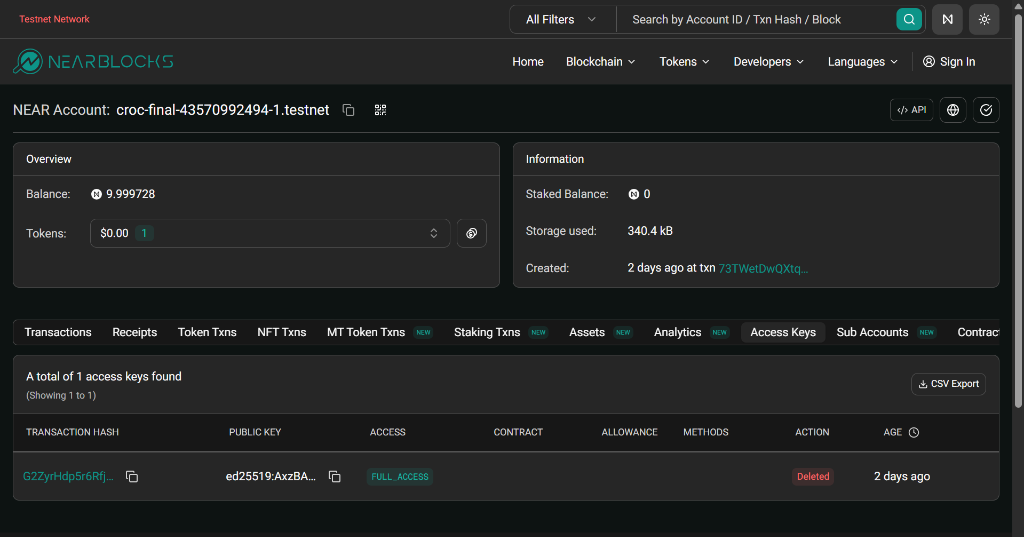 Testnet Network
All Filters
Search by Account ID / Txn Hash / Block
NEARBLOCKS
Home Blockchain Tokens Developers Languages Sign In
NEAR Account: croc-final-43570992494-1.testnet
API
Overview
Balance: 9.999728
Tokens: $0.00 1
Information
Staked Balance: 0
Storage used: 340.4 kB
Created: 2 days ago at txn 73TWetDwQXtq...
Transactions Receipts Token Txns NFT Txns MT Token Txns NEW Staking Txns NEW Assets NEW Analytics NEW Access Keys Sub Accounts NEW Contrac
A total of 1 access keys found
(Showing 1 to 1)
CSV Export
TRANSACTION HASH PUBLIC KEY ACCESS CONTRACT ALLOWANCE METHODS ACTION AGE
G2ZyrHdp5r6Rfj... ed25519:AxzBA... FULL_ACCESS Deleted 2 days ago